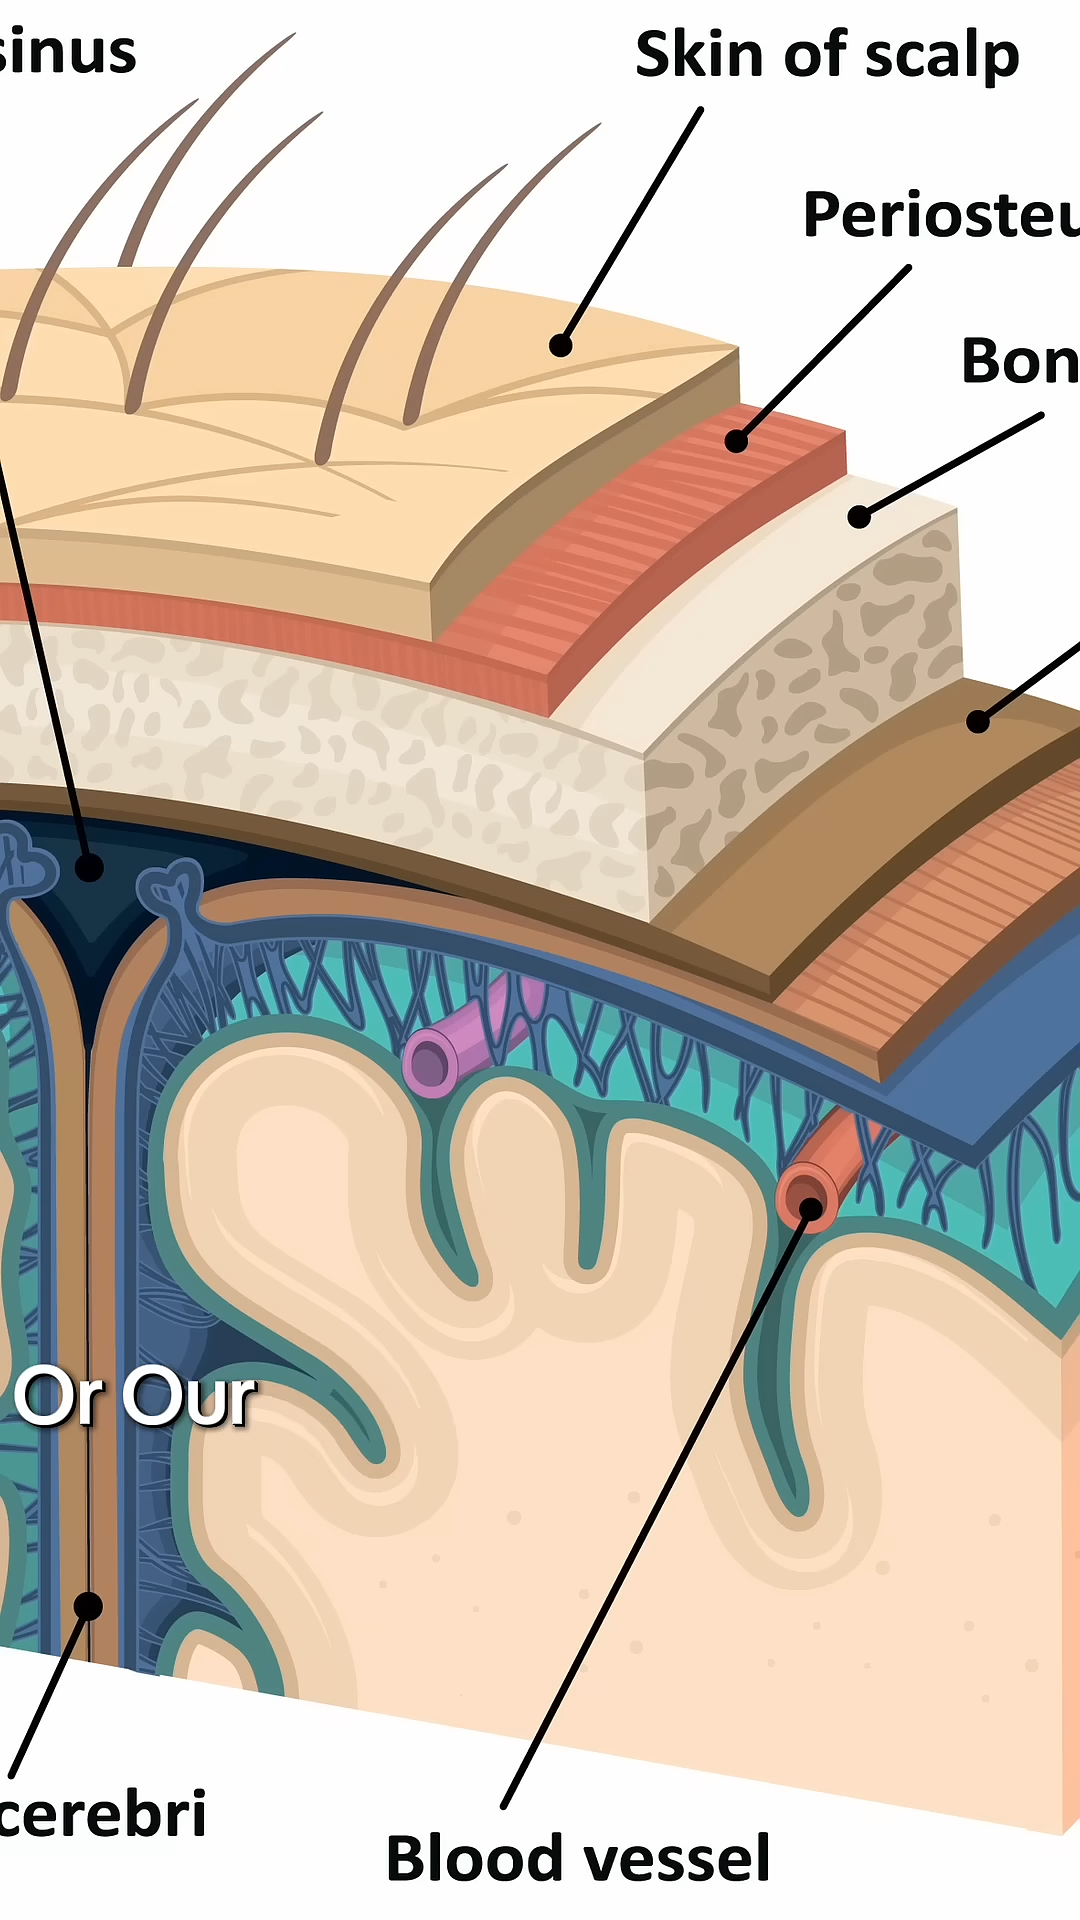 sinus
Skin of scalp
Periosteu
Bon
Or Our
cerebri
Blood vessel